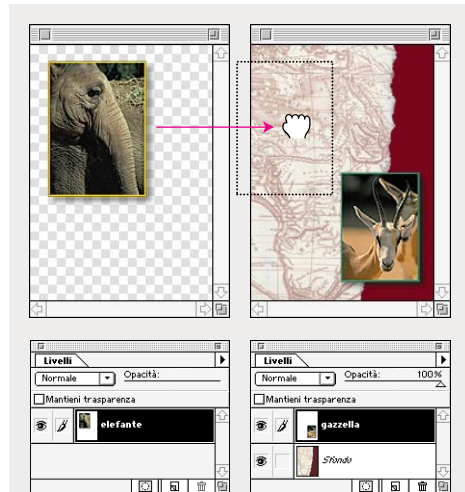 Livelli
Normale Opacità:
Mantieni trasparenza
elefante
Livelli
Normale Opacità: 100%
Mantieni trasparenza
gazzella
Sfondo